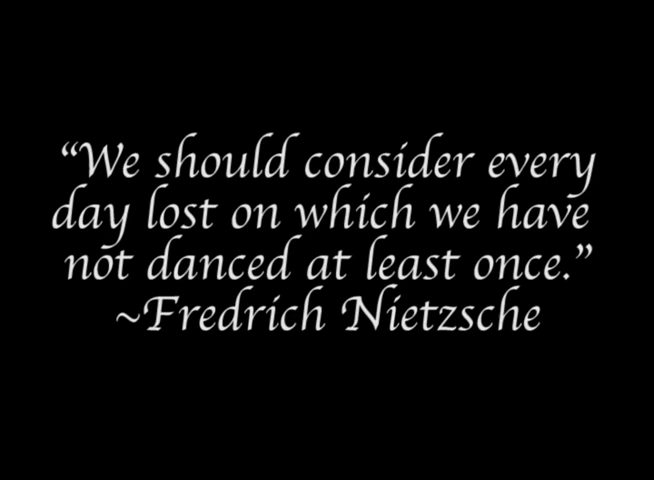 “We should consider every
day lost on which we have
not danced at least once.”
~Fredrich Nietzsche